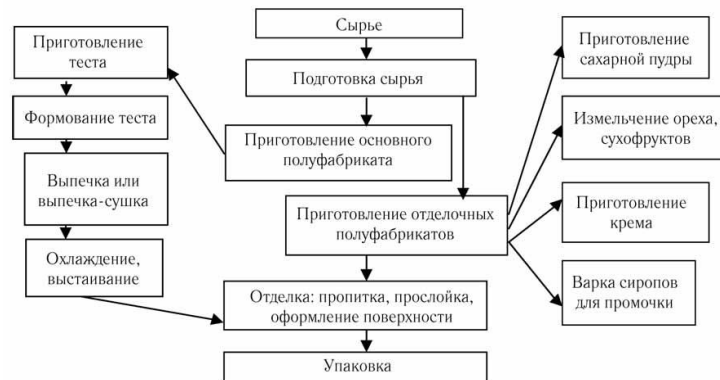 Сырье
Подготовка сырья
Приготовление основного
полуфабриката
Приготовление
теста
Формование теста
Выпечка или
выпечка-сушка
Охлаждение,
выстаивание
Приготовление отделочных
полуфабрикатов
Приготовление
сахарной пудры
Измельчение ореха,
сухофруктов
Приготовление
крема
Варка сиропов
для промочки
Отделка: пропитка, прослойка,
оформление поверхности
Упаковка